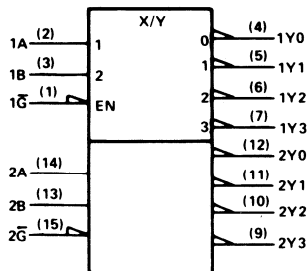 X/Y
1A (2) 1 0 (4) 1Y0
1B (3) 2 1 (5) 1Y1
1G̅ (1) EN 2 (6) 1Y2
3 (7) 1Y3
(12) 2Y0
2A (14) (11) 2Y1
2B (13) (10) 2Y2
2G̅ (15) (9) 2Y3